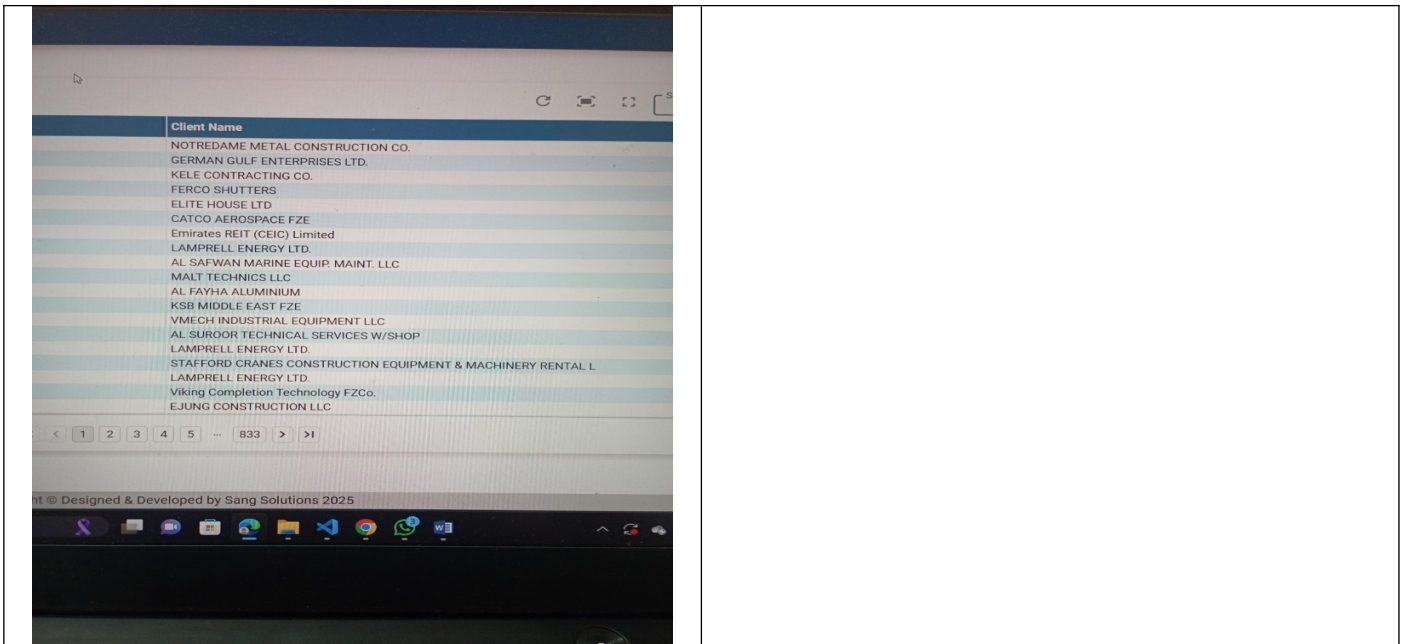 S
Client Name
NOTREDAME METAL CONSTRUCTION CO.
GERMAN GULF ENTERPRISES LTD.
KELE CONTRACTING CO.
FERCO SHUTTERS
ELITE HOUSE LTD
CATCO AEROSPACE FZE
Emirates REIT (CEIC) Limited
LAMPRELL ENERGY LTD.
AL SAFWAN MARINE EQUIP. MAINT. LLC
MALT TECHNICS LLC
AL FAYHA ALUMINIUM
KSB MIDDLE EAST FZE
VMECH INDUSTRIAL EQUIPMENT LLC
AL SUROOR TECHNICAL SERVICES W/SHOP
LAMPRELL ENERGY LTD.
STAFFORD CRANES CONSTRUCTION EQUIPMENT & MACHINERY RENTAL L
LAMPRELL ENERGY LTD.
Viking Completion Technology FZCo.
EJUNG CONSTRUCTION LLC
< 1 2 3 4 5 ... 833 > >|
ht © Designed & Developed by Sang Solutions 2025
3
W